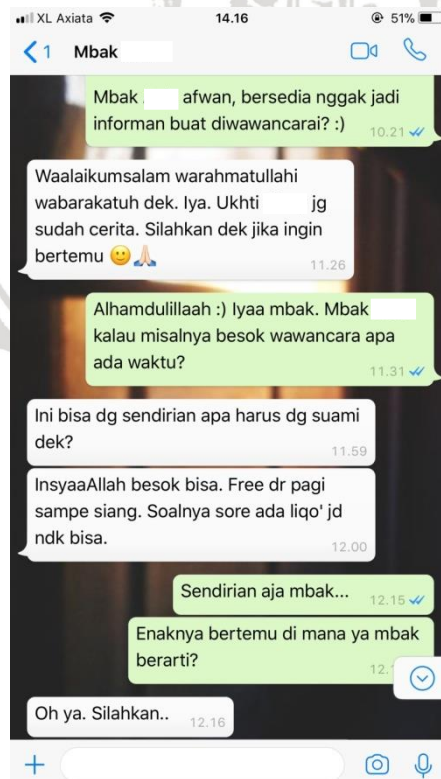 XL Axiata 14.16 51%
1 Mbak
Mbak afwan, bersedia nggak jadi
informan buat diwawancarai? :) 10.21
Waalaikumsalam warahmatullahi
wabarakatuh dek. Iya. Ukhti jg
sudah cerita. Silahkan dek jika ingin
bertemu 🙂🙏🏻 11.26
Alhamdulillaah :) Iyaa mbak. Mbak
kalau misalnya besok wawancara apa
ada waktu? 11.31
Ini bisa dg sendirian apa harus dg suami
dek? 11.59
InsyaaAllah besok bisa. Free dr pagi
sampe siang. Soalnya sore ada liqo' jd
ndk bisa. 12.00
Sendirian aja mbak... 12.15
Enaknya bertemu di mana ya mbak
berarti?
Oh ya. Silahkan.. 12.16